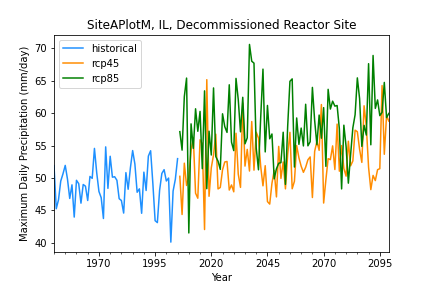 SiteAPlotM, IL, Decommissioned Reactor Site
historical
rcp45
rcp85
Maximum Daily Precipitation (mm/day)
70
65
60
55
50
45
40
1970
1995
2020
2045
2070
2095
Year